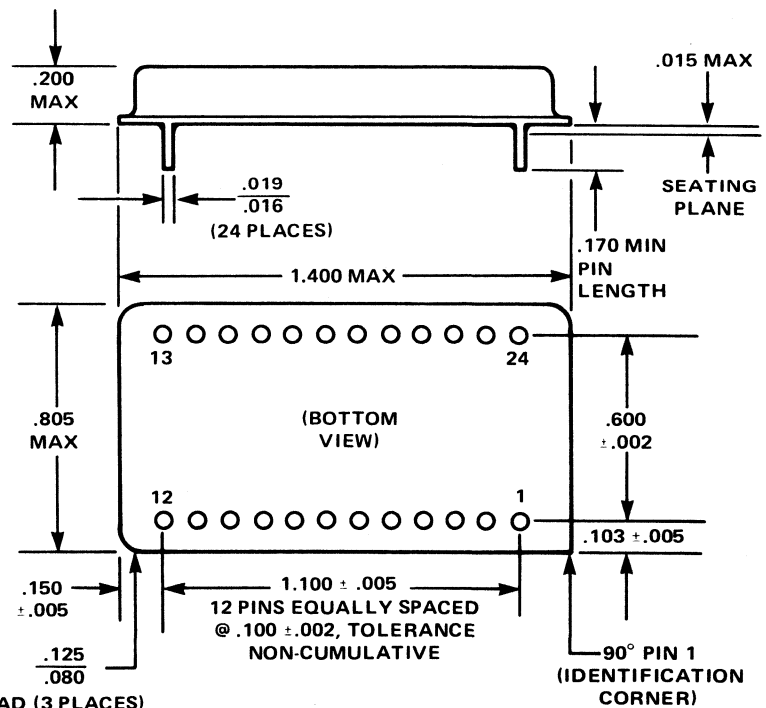 .200
MAX
.015 MAX
.019
.016
(24 PLACES)
SEATING
PLANE
.170 MIN
PIN
LENGTH
1.400 MAX
13
24
.805
MAX
(BOTTOM
VIEW)
.600
±.002
12
1
.103 ±.005
.150
±.005
1.100 ± .005
12 PINS EQUALLY SPACED
@ .100 ±.002, TOLERANCE
NON-CUMULATIVE
.125
.080
AD (3 PLACES)
90° PIN 1
(IDENTIFICATION
CORNER)